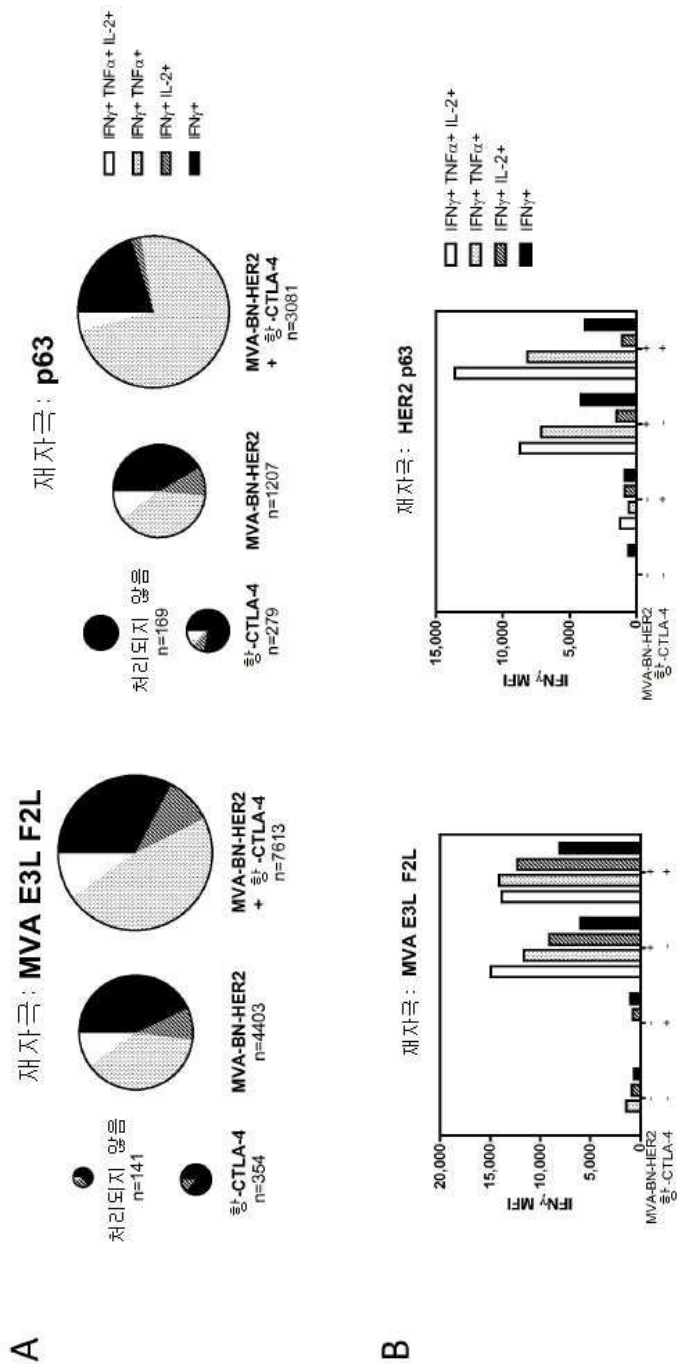 A
재자극: MVA E3L F2L
처리되지 않음
n=141
항-CTLA-4
n=354
MVA-BN-HER2
n=4403
MVA-BN-HER2
+ 항-CTLA-4
n=7613
재자극: p63
처리되지 않음
n=169
항-CTLA-4
n=279
MVA-BN-HER2
n=1207
MVA-BN-HER2
+ 항-CTLA-4
n=3081
IFNγ+ TNFα+ IL-2+
IFNγ+ TNFα+
IFNγ+ IL-2+
IFNγ+
B
재자극: MVA E3L F2L
IFNγ MFI
20,000
15,000
10,000
5,000
0
MVA-BN-HER2 - - + +
항-CTLA-4 - + - +
재자극: HER2 p63
IFNγ MFI
15,000
10,000
5,000
0
MVA-BN-HER2 - - + +
항-CTLA-4 - + - +
IFNγ+ TNFα+ IL-2+
IFNγ+ TNFα+
IFNγ+ IL-2+
IFNγ+